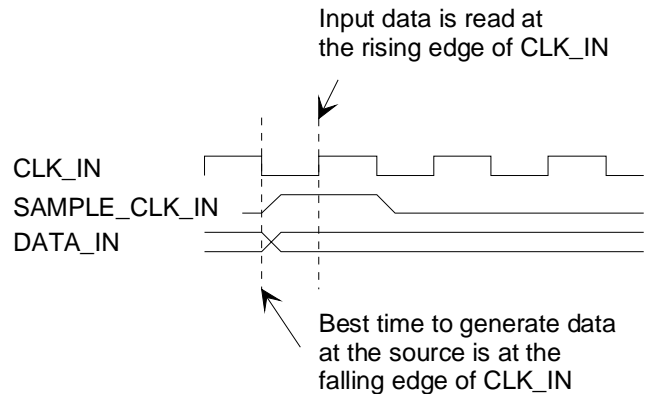 Input data is read at
the rising edge of CLK_IN
CLK_IN
SAMPLE_CLK_IN
DATA_IN
Best time to generate data
at the source is at the
falling edge of CLK_IN